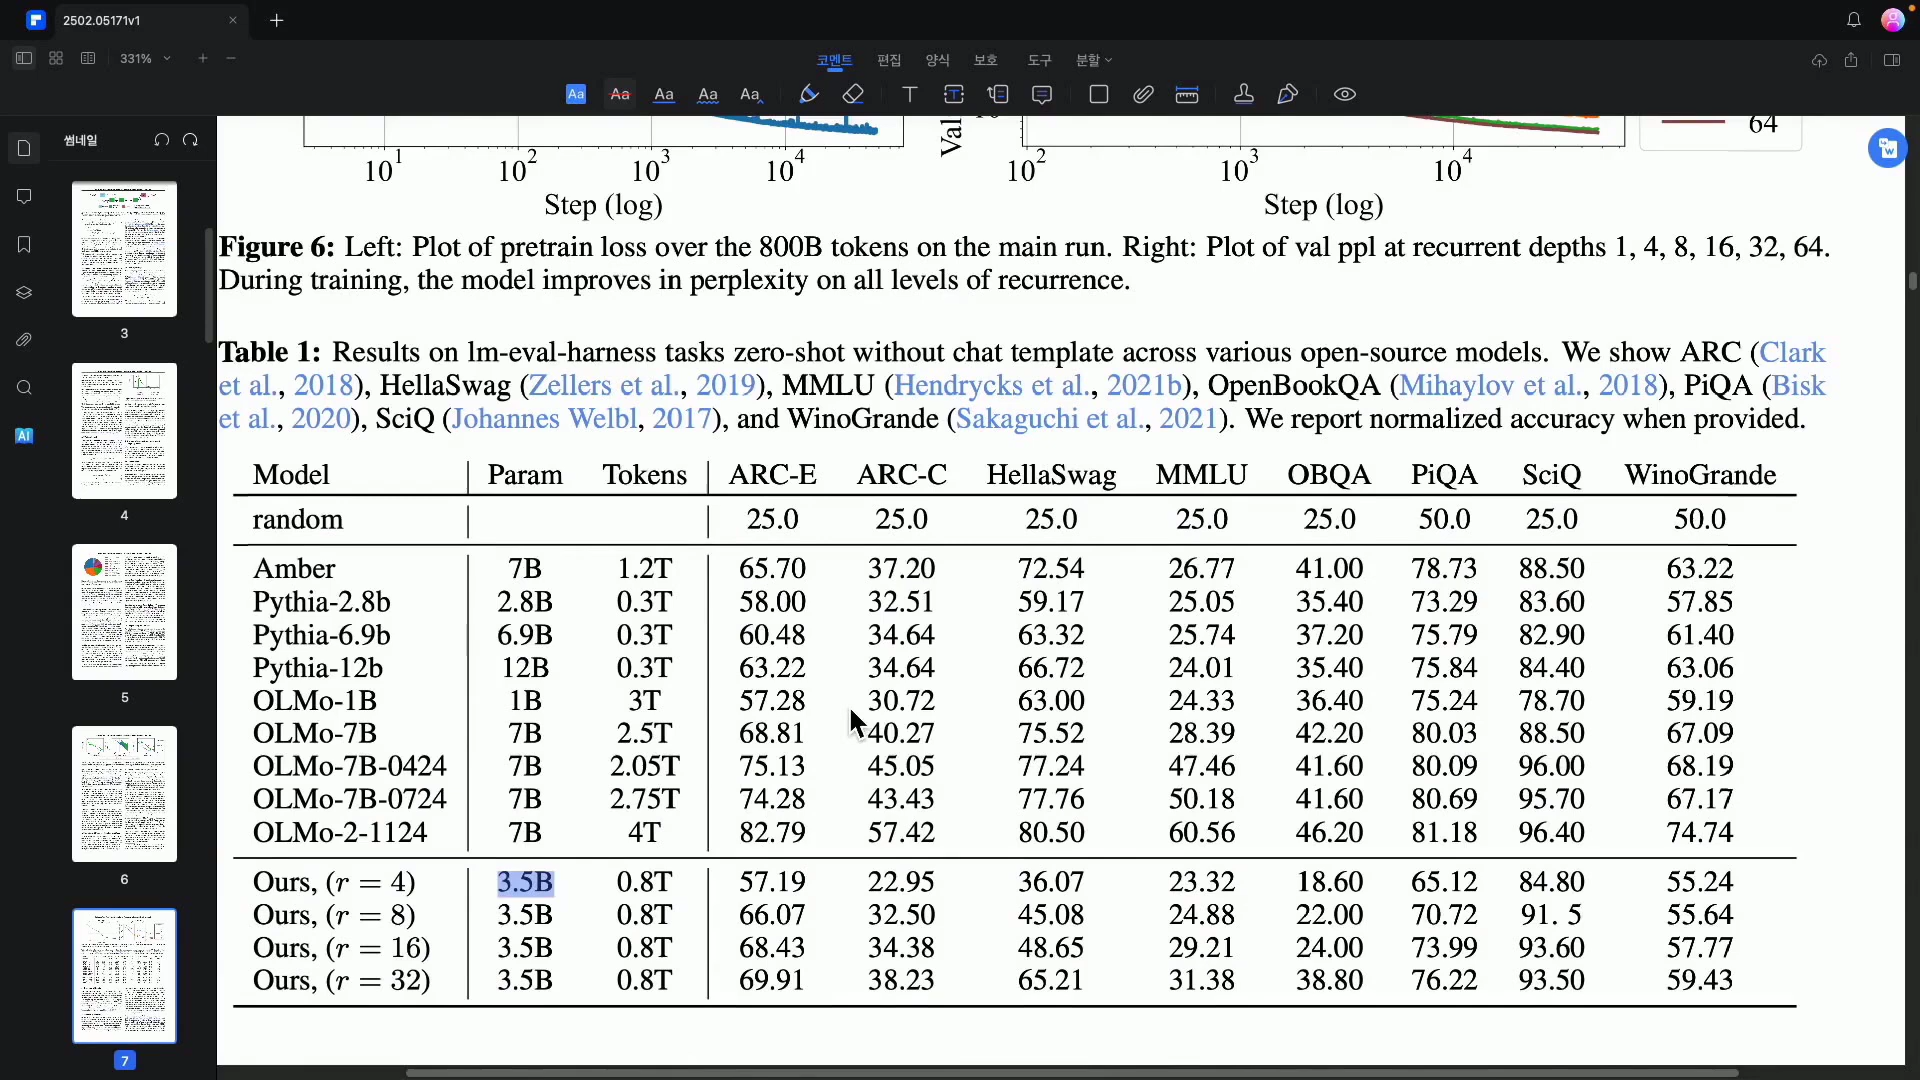 2502.05171v1
331%
코멘트 편집 양식 보호 도구 분할
Aa Aa Aa Aa Aa
썸네일
3
4
5
6
7
AI
10^1 10^2 10^3 10^4
Step (log)
Val
10^2 10^3 10^4
Step (log)
64
Figure 6: Left: Plot of pretrain loss over the 800B tokens on the main run. Right: Plot of val ppl at recurrent depths 1, 4, 8, 16, 32, 64.
During training, the model improves in perplexity on all levels of recurrence.
Table 1: Results on lm-eval-harness tasks zero-shot without chat template across various open-source models. We show ARC (Clark
et al., 2018), HellaSwag (Zellers et al., 2019), MMLU (Hendrycks et al., 2021b), OpenBookQA (Mihaylov et al., 2018), PiQA (Bisk
et al., 2020), SciQ (Johannes Welbl, 2017), and WinoGrande (Sakaguchi et al., 2021). We report normalized accuracy when provided.
Model Param Tokens ARC-E ARC-C HellaSwag MMLU OBQA PiQA SciQ WinoGrande
random 25.0 25.0 25.0 25.0 25.0 50.0 25.0 50.0
Amber 7B 1.2T 65.70 37.20 72.54 26.77 41.00 78.73 88.50 63.22
Pythia-2.8b 2.8B 0.3T 58.00 32.51 59.17 25.05 35.40 73.29 83.60 57.85
Pythia-6.9b 6.9B 0.3T 60.48 34.64 63.32 25.74 37.20 75.79 82.90 61.40
Pythia-12b 12B 0.3T 63.22 34.64 66.72 24.01 35.40 75.84 84.40 63.06
OLMo-1B 1B 3T 57.28 30.72 63.00 24.33 36.40 75.24 78.70 59.19
OLMo-7B 7B 2.5T 68.81 40.27 75.52 28.39 42.20 80.03 88.50 67.09
OLMo-7B-0424 7B 2.05T 75.13 45.05 77.24 47.46 41.60 80.09 96.00 68.19
OLMo-7B-0724 7B 2.75T 74.28 43.43 77.76 50.18 41.60 80.69 95.70 67.17
OLMo-2-1124 7B 4T 82.79 57.42 80.50 60.56 46.20 81.18 96.40 74.74
Ours, (r = 4) 3.5B 0.8T 57.19 22.95 36.07 23.32 18.60 65.12 84.80 55.24
Ours, (r = 8) 3.5B 0.8T 66.07 32.50 45.08 24.88 22.00 70.72 91. 5 55.64
Ours, (r = 16) 3.5B 0.8T 68.43 34.38 48.65 29.21 24.00 73.99 93.60 57.77
Ours, (r = 32) 3.5B 0.8T 69.91 38.23 65.21 31.38 38.80 76.22 93.50 59.43